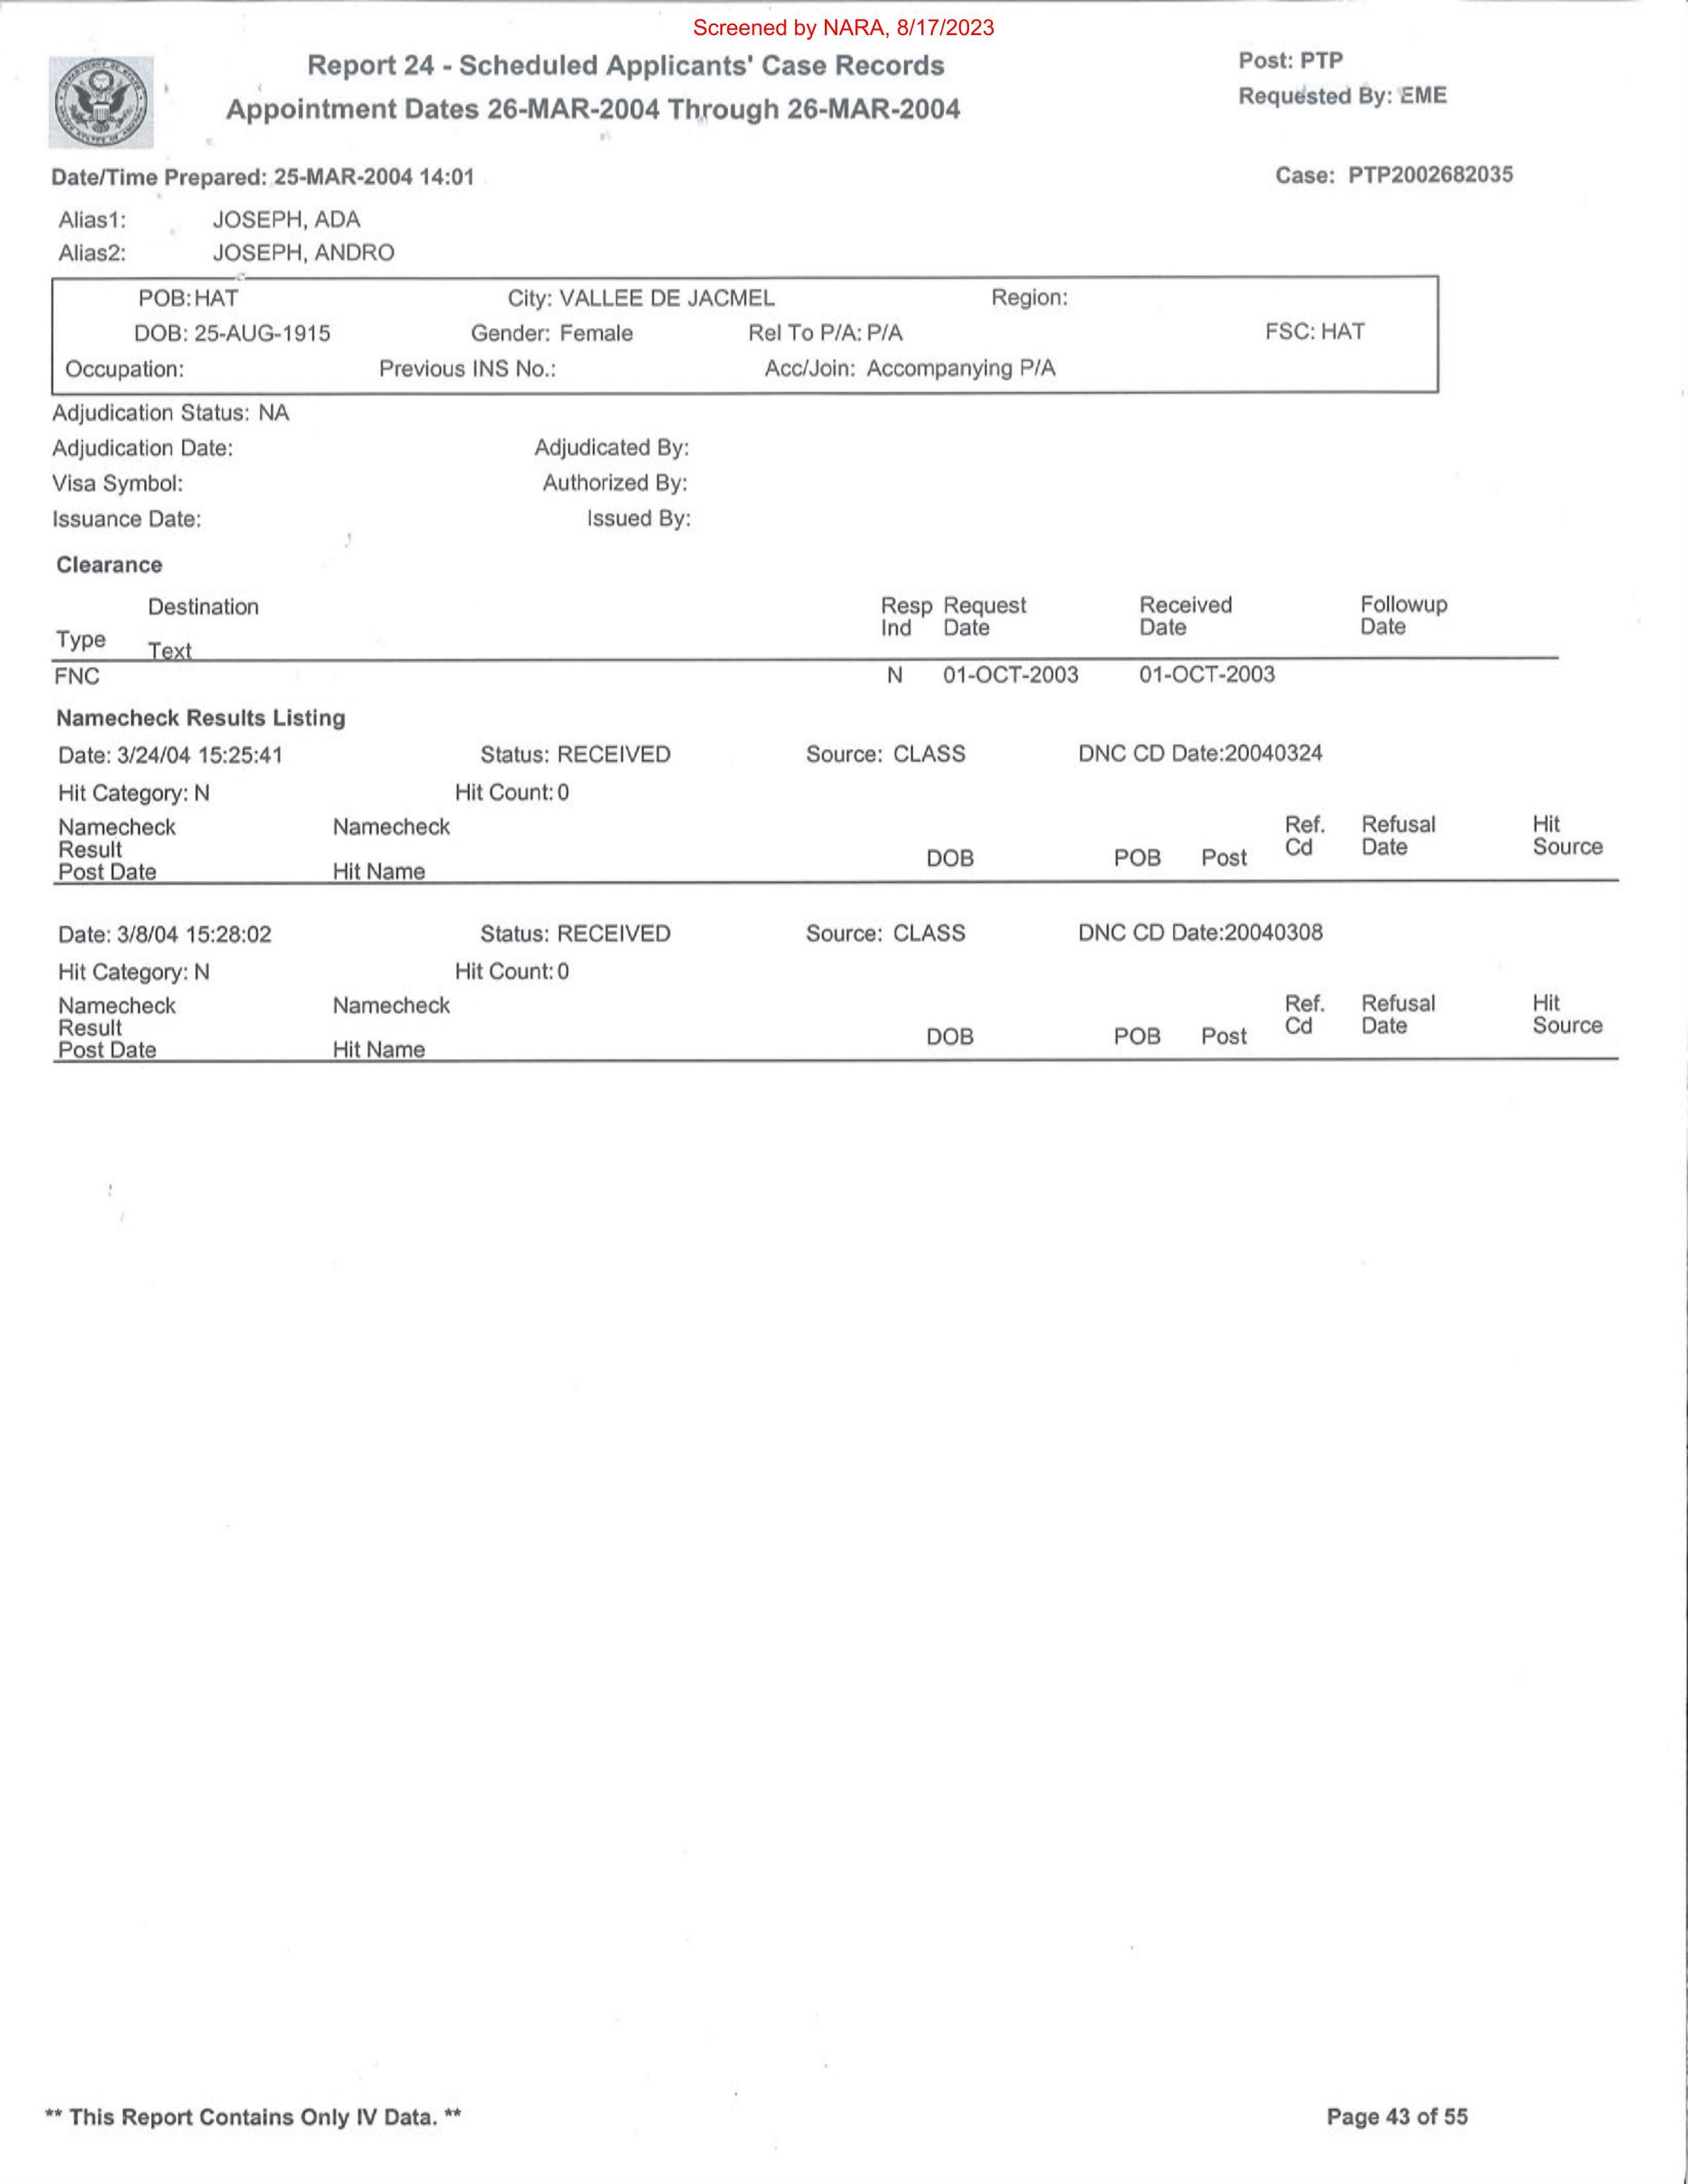 Screened by NARA, 8/17/2023
Report 24 - Scheduled Applicants' Case Records
Post: PTP
Appointment Dates 26-MAR-2004 Through 26-MAR-2004
Requested By: EME
Date/Time Prepared: 25-MAR-2004 14:01
Case: PTP2002682035
Alias1: JOSEPH, ADA
Alias2: JOSEPH, ANDRO
POB: HAT City: VALLEE DE JACMEL Region:
DOB: 25-AUG-1915 Gender: Female Rel To P/A: P/A FSC: HAT
Occupation: Previous INS No.: Acc/Join: Accompanying P/A
Adjudication Status: NA
Adjudication Date: Adjudicated By:
Visa Symbol: Authorized By:
Issuance Date: Issued By:
Clearance
Destination Resp Request Received Followup
Ind Date Date Date
Type Text
FNC N 01-OCT-2003 01-OCT-2003
Namecheck Results Listing
Date: 3/24/04 15:25:41 Status: RECEIVED Source: CLASS DNC CD Date:20040324
Hit Category: N Hit Count: 0
Namecheck Namecheck Ref. Refusal Hit
Result DOB POB Post Cd Date Source
Post Date Hit Name
Date: 3/8/04 15:28:02 Status: RECEIVED Source: CLASS DNC CD Date:20040308
Hit Category: N Hit Count: 0
Namecheck Namecheck Ref. Refusal Hit
Result DOB POB Post Cd Date Source
Post Date Hit Name
** This Report Contains Only IV Data. ** Page 43 of 55